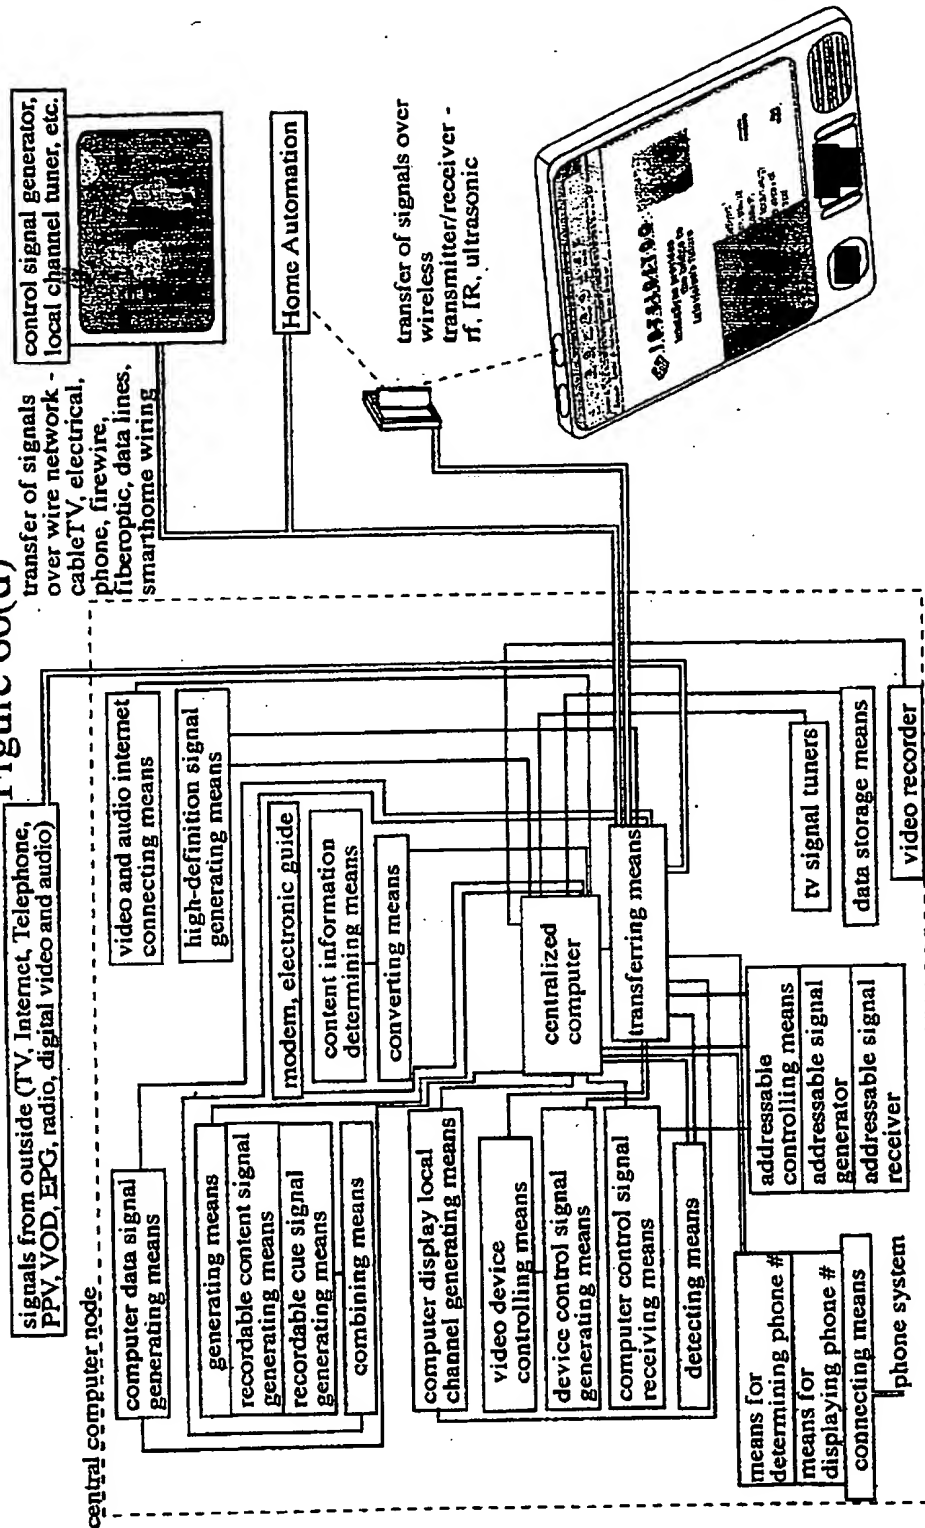 Figure 60(d)
signals from outside (TV, Internet, Telephone,
PPV, VOD, EPG, radio, digital video and audio)
transfer of signals
over wire network -
cableTV, electrical,
phone, firewire,
fiberoptic, data lines,
smarthome wiring
control signal generator,
local channel tuner, etc.
Home Automation
transfer of signals over
wireless
transmitter/receiver -
rf, IR, ultrasonic
central computer node
computer data signal
generating means
generating means
recordable content signal
generating means
recordable cue signal
generating means
combining means
computer display local
channel generating means
video device
controlling means
device control signal
generating means
computer control signal
receiving means
detecting means
means for
determining phone #
means for
displaying phone #
connecting means
phone system
video and audio internet
connecting means
high-definition signal
generating means
modem, electronic guide
content information
determining means
converting means
centralized
computer
transferring means
addressable
controlling means
addressable signal
generator
addressable signal
receiver
tv signal tuners
data storage means
video recorder